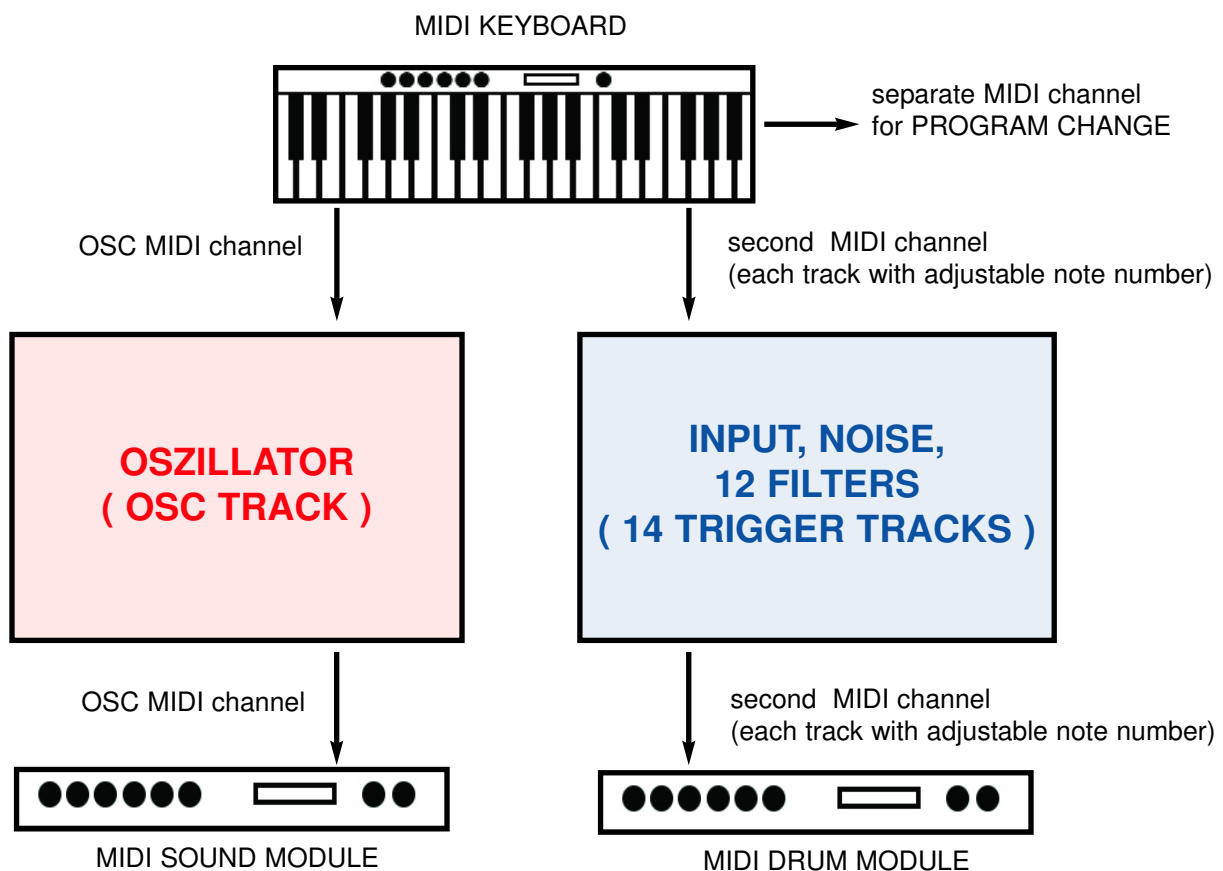 MIDI KEYBOARD
separate MIDI channel
for PROGRAM CHANGE
OSC MIDI channel
second MIDI channel
(each track with adjustable note number)
OSZILLATOR
( OSC TRACK )
INPUT, NOISE,
12 FILTERS
( 14 TRIGGER TRACKS )
OSC MIDI channel
second MIDI channel
(each track with adjustable note number)
MIDI SOUND MODULE
MIDI DRUM MODULE